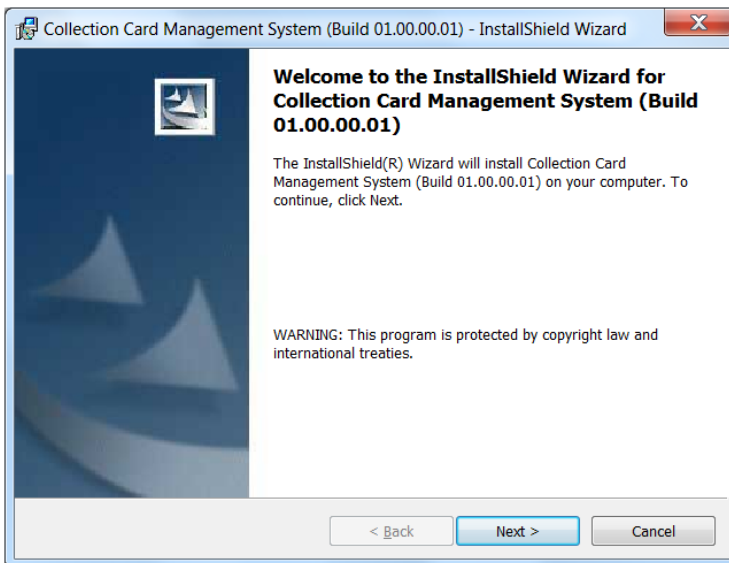 Collection Card Management System (Build 01.00.00.01) - InstallShield Wizard
Welcome to the InstallShield Wizard for
Collection Card Management System (Build
01.00.00.01)
The InstallShield(R) Wizard will install Collection Card
Management System (Build 01.00.00.01) on your computer. To
continue, click Next.
WARNING: This program is protected by copyright law and
international treaties.
< Back
Next >
Cancel